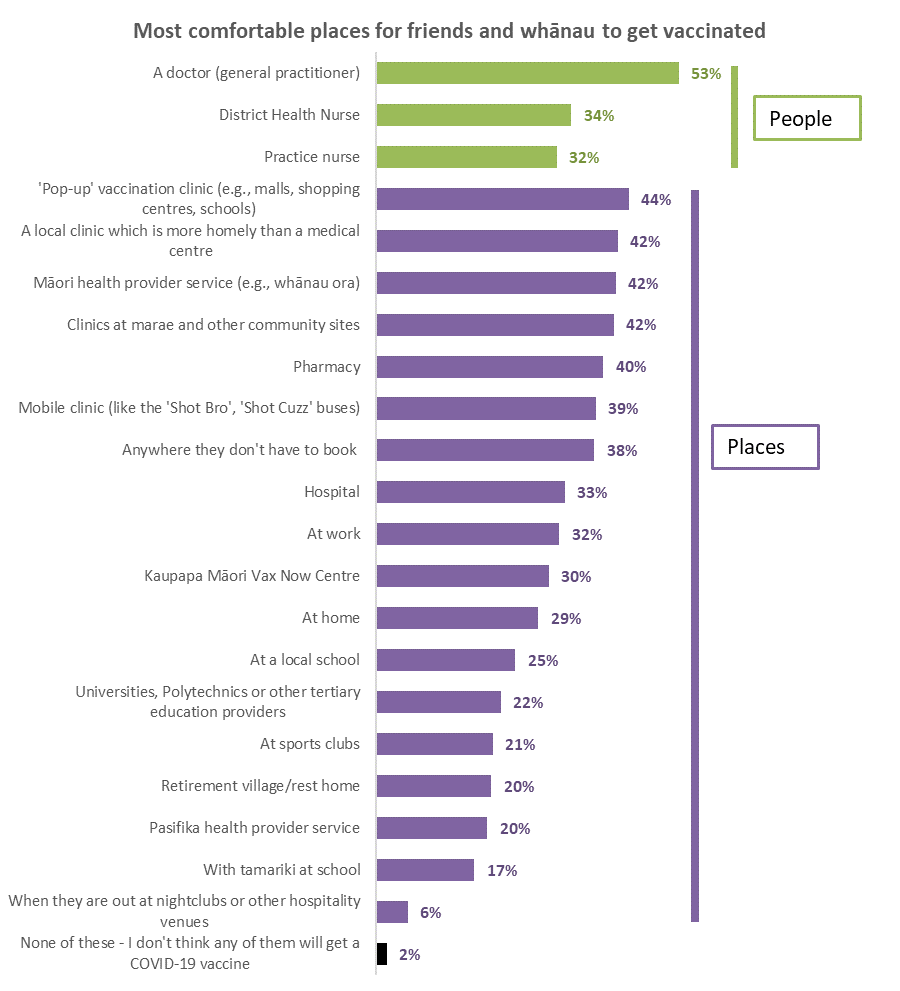 Most comfortable places for friends and whānau to get vaccinated
A doctor (general practitioner)
53%
District Health Nurse
34%
People
Practice nurse
32%
'Pop-up' vaccination clinic (e.g., malls, shopping
centres, schools)
44%
A local clinic which is more homely than a medical
centre
42%
Māori health provider service (e.g., whānau ora)
42%
Clinics at marae and other community sites
42%
Pharmacy
40%
Mobile clinic (like the 'Shot Bro', 'Shot Cuzz' buses)
39%
Anywhere they don't have to book
38%
Places
Hospital
33%
At work
32%
Kaupapa Māori Vax Now Centre
30%
At home
29%
At a local school
25%
Universities, Polytechnics or other tertiary
education providers
22%
At sports clubs
21%
Retirement village/rest home
20%
Pasifika health provider service
20%
With tamariki at school
17%
When they are out at nightclubs or other hospitality
venues
6%
None of these - I don't think any of them will get a
COVID-19 vaccine
2%